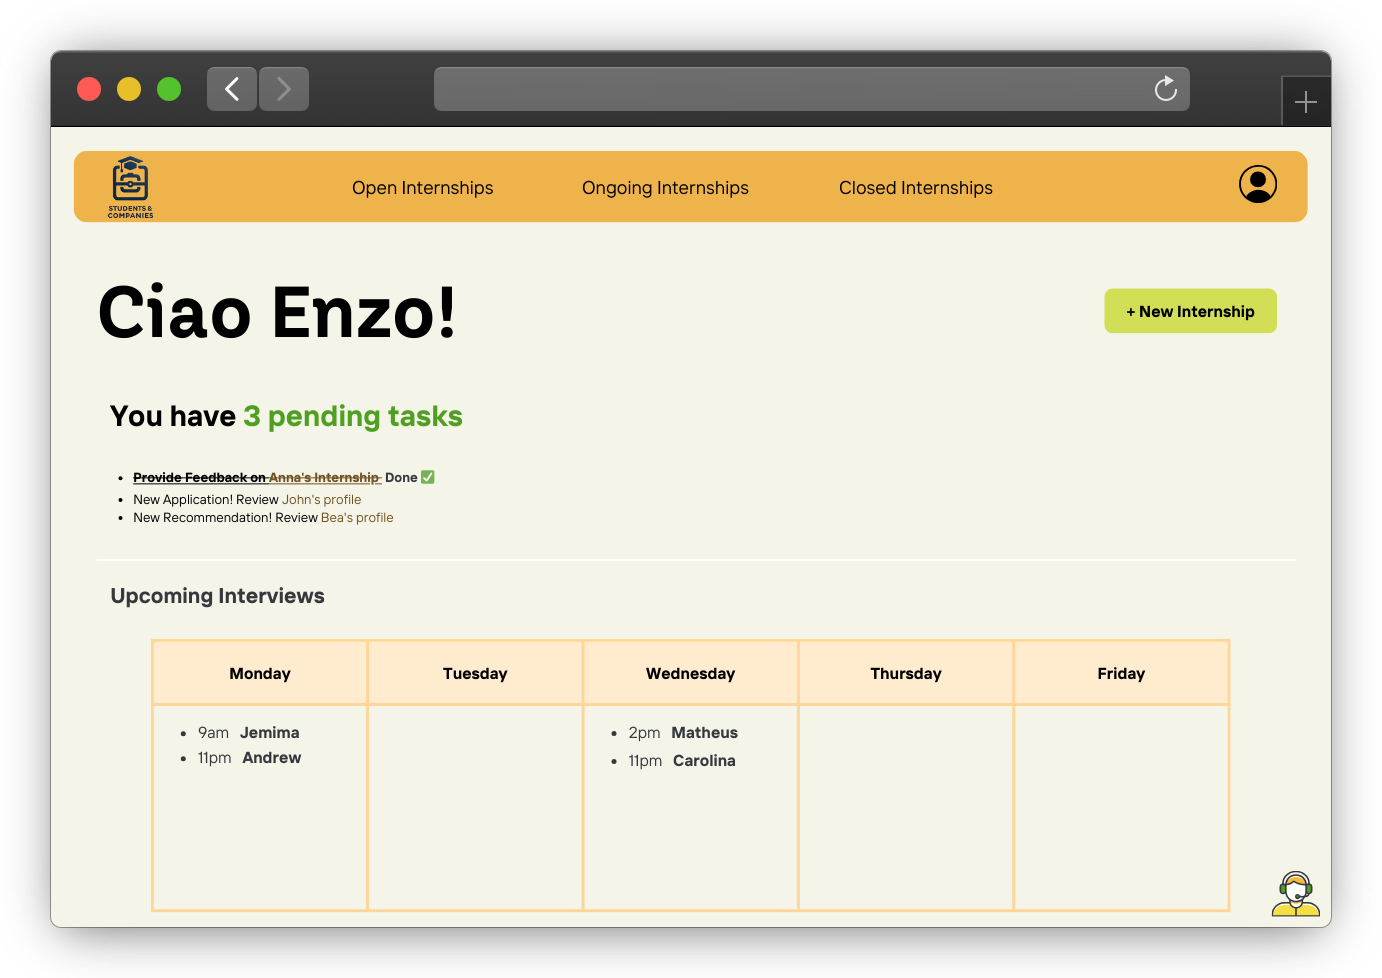 STUDENTS &
COMPANIES
Open Internships
Ongoing Internships
Closed Internships
Ciao Enzo!
+ New Internship
You have 3 pending tasks
Provide Feedback on Anna's Internship Done ✅
New Application! Review John's profile
New Recommendation! Review Bea's profile
Upcoming Interviews
Monday
Tuesday
Wednesday
Thursday
Friday
9am Jemima
11pm Andrew
2pm Matheus
11pm Carolina